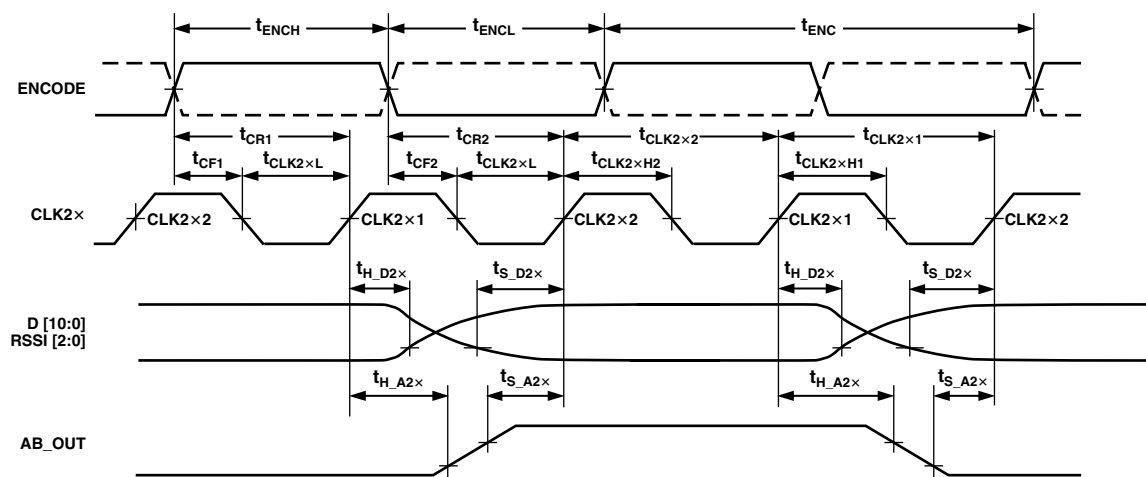 tENCH tENCL tENC
ENCODE
tCR1 tCR2 tCLK2×2 tCLK2×1
tCF1 tCLK2×L tCF2 tCLK2×L tCLK2×H2 tCLK2×H1
CLK2× CLK2×2 CLK2×1 CLK2×2 CLK2×1 CLK2×2
tH_D2× tS_D2× tH_D2× tS_D2×
D [10:0]
RSSI [2:0]
tH_A2× tS_A2× tH_A2× tS_A2×
AB_OUT